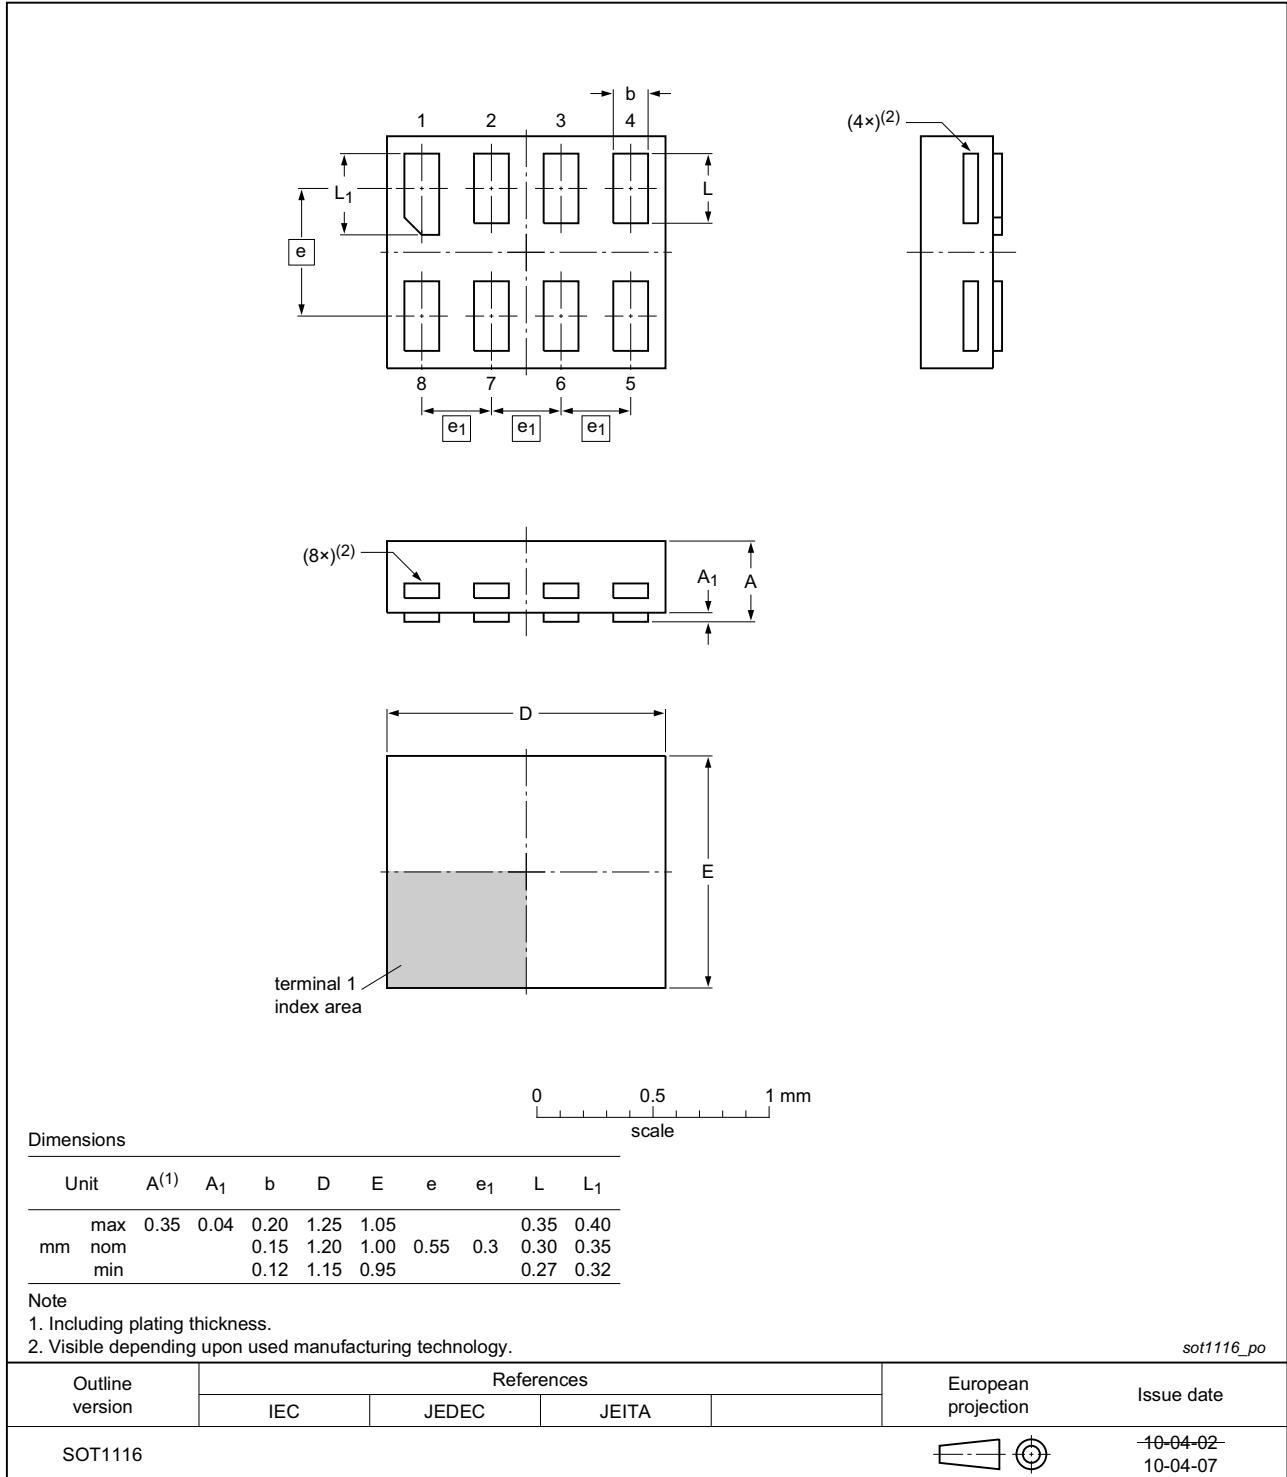 b
1 2 3 4
(4×)(2)
L1
L
e
8 7 6 5
e1 e1 e1
(8×)(2)
A1 A
D
E
terminal 1
index area
0 0.5 1 mm
scale
Dimensions
Unit A(1) A1 b D E e e1 L L1
max 0.35 0.04 0.20 1.25 1.05 0.35 0.40
mm nom 0.15 1.20 1.00 0.55 0.3 0.30 0.35
min 0.12 1.15 0.95 0.27 0.32
Note
1. Including plating thickness.
2. Visible depending upon used manufacturing technology.
sot1116_po
Outline version
References
European projection
Issue date
IEC JEDEC JEITA
SOT1116
10-04-02
10-04-07